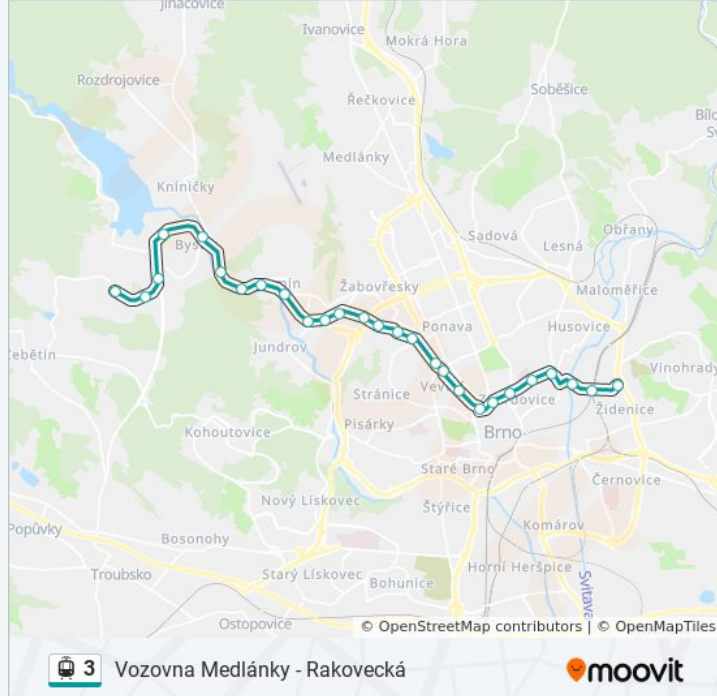 Jinačovice
Ivanovice
Mokrá Hora
Rozdrojovice
Řečkovice
Soběšice
Medlánky
Kníničky
Sadová
Obřany
Lesná
Žabovřesky
Maloměřice
Ponava
Husovice
Jundrov
Vinohrady
Stránice
Židenice
Pisárky
Brno
Kohoutovice
Staré Brno
Černovice
Nový Lískovec
Štýřice
Popůvky
Bosonohy
Komárov
Troubsko
Starý Lískovec
Bohunice
Horní Heršpice
Svitava
Ostopovice
© OpenStreetMap contributors | © OpenMapTiles
3 Vozovna Medlánky - Rakovecká
moovit